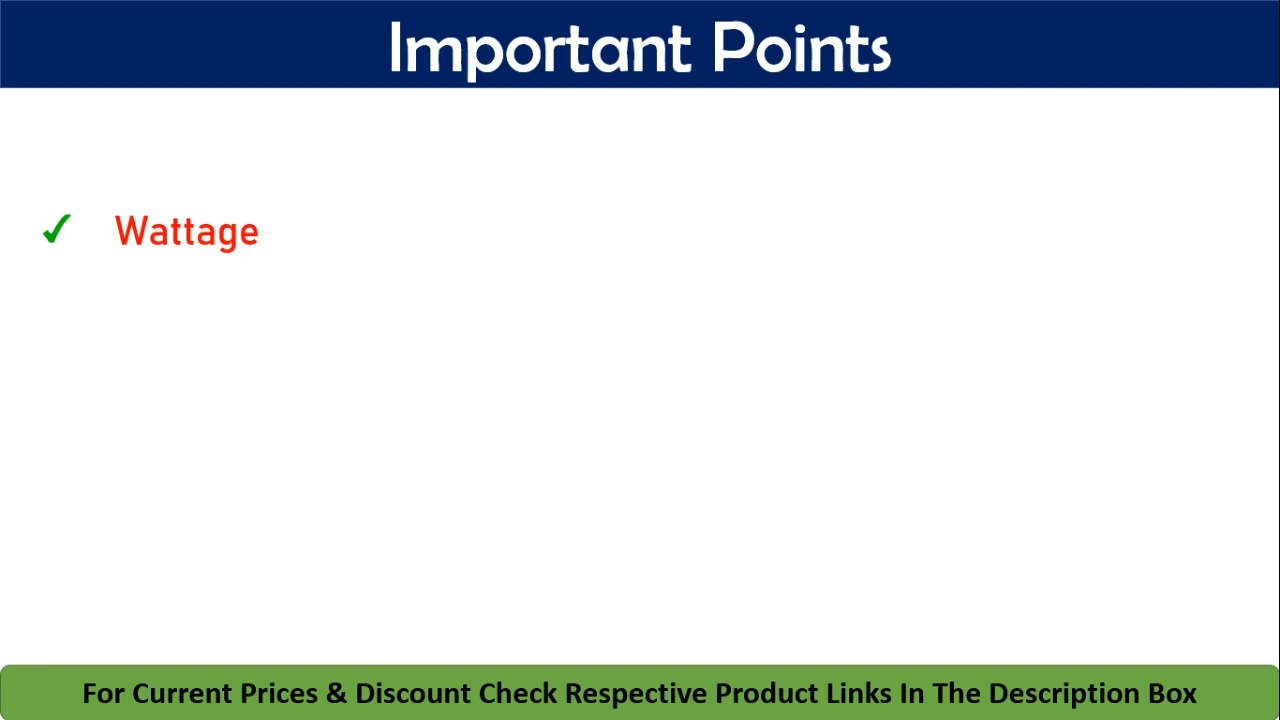 Important Points
✓ Wattage
For Current Prices & Discount Check Respective Product Links In The Description Box